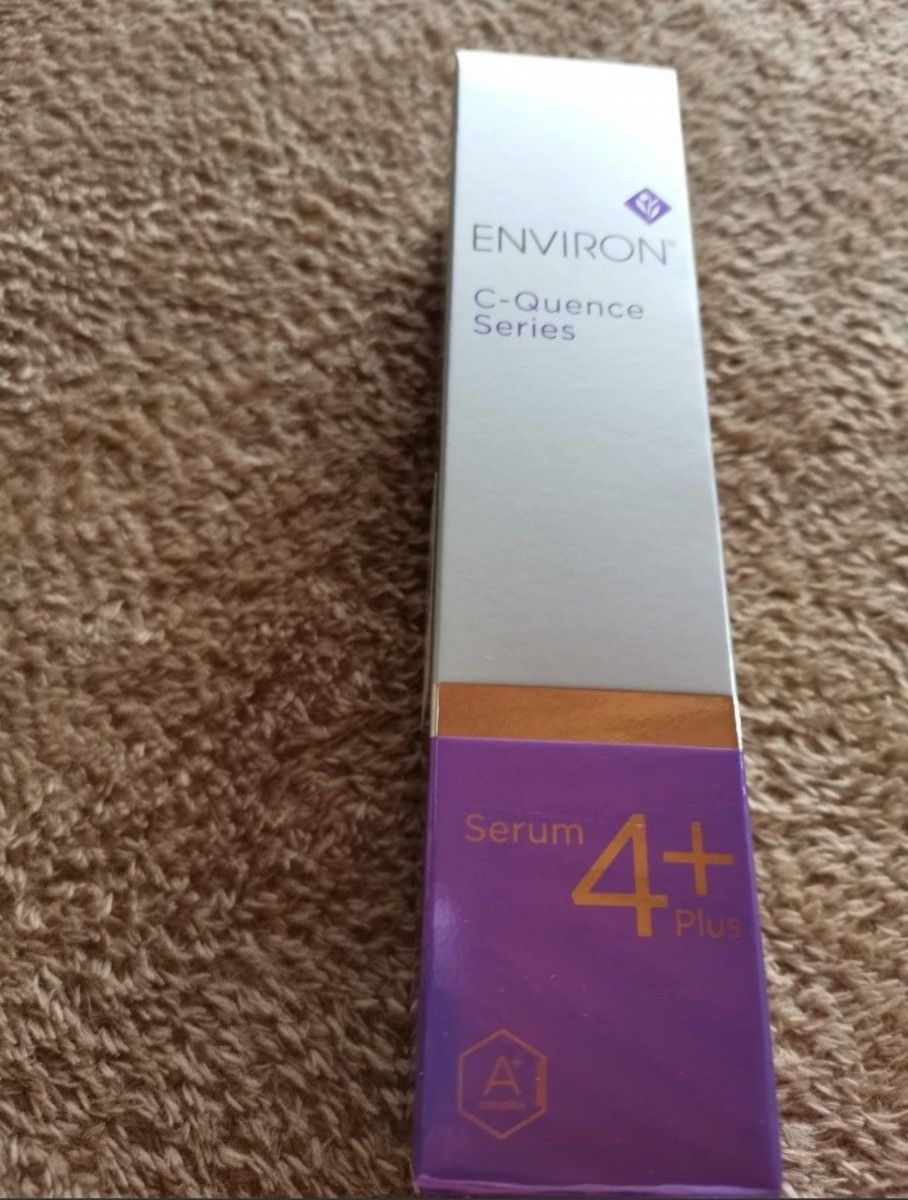 ENVIRON®
C-Quence
Series
Serum 4+
Plus
A+